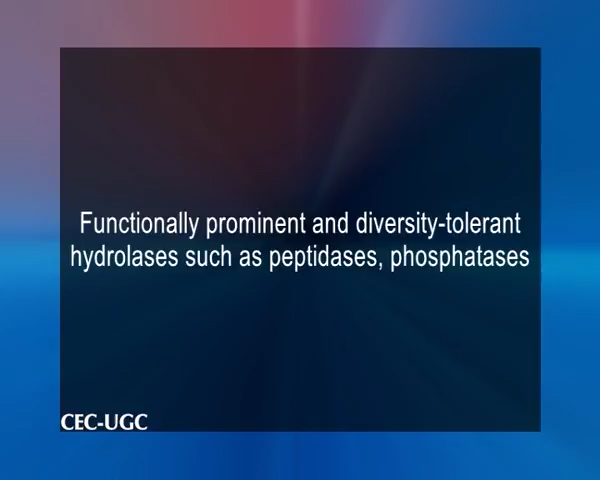 Functionally prominent and diversity-tolerant
hydrolases such as peptidases, phosphatases
CEC-UGC